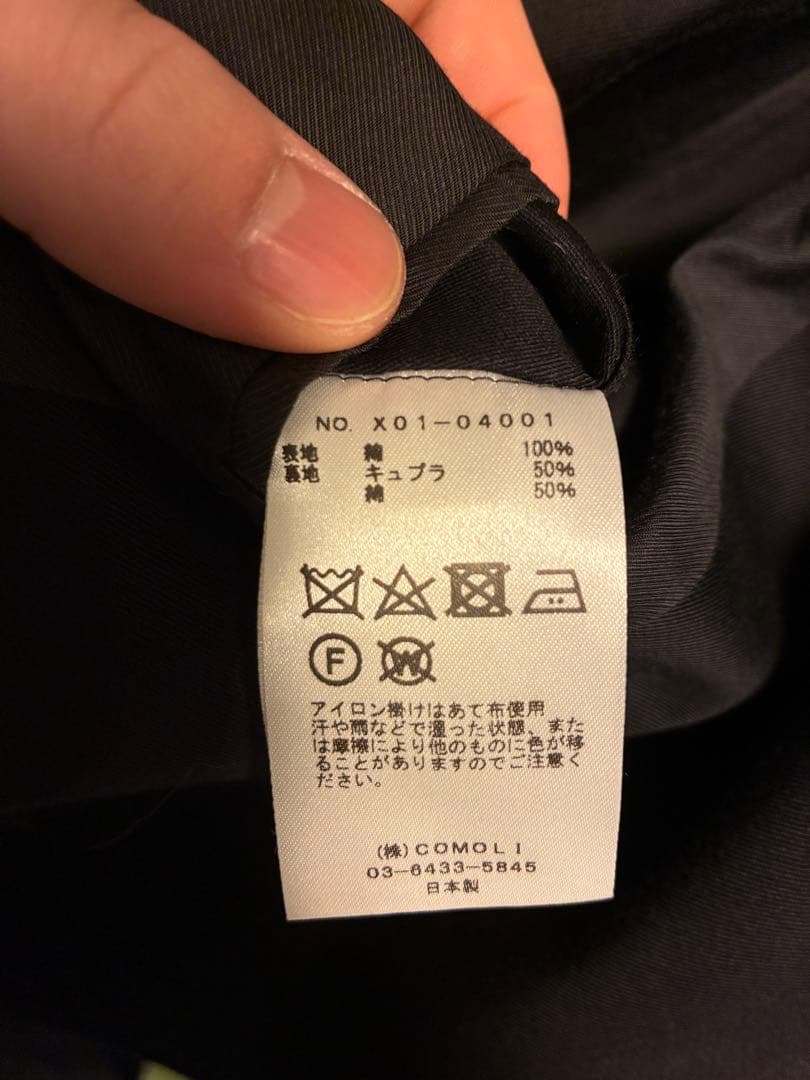 NO. X01-04001
表地 綿 100%
裏地 キュプラ 50%
綿 50%
F W
アイロン掛けはあて布使用
汗や雨などで湿った状態、また
は摩擦により他のものに色が移
ることがありますのでご注意く
ださい。
(株)COMOLI
03-6433-5845
日本製